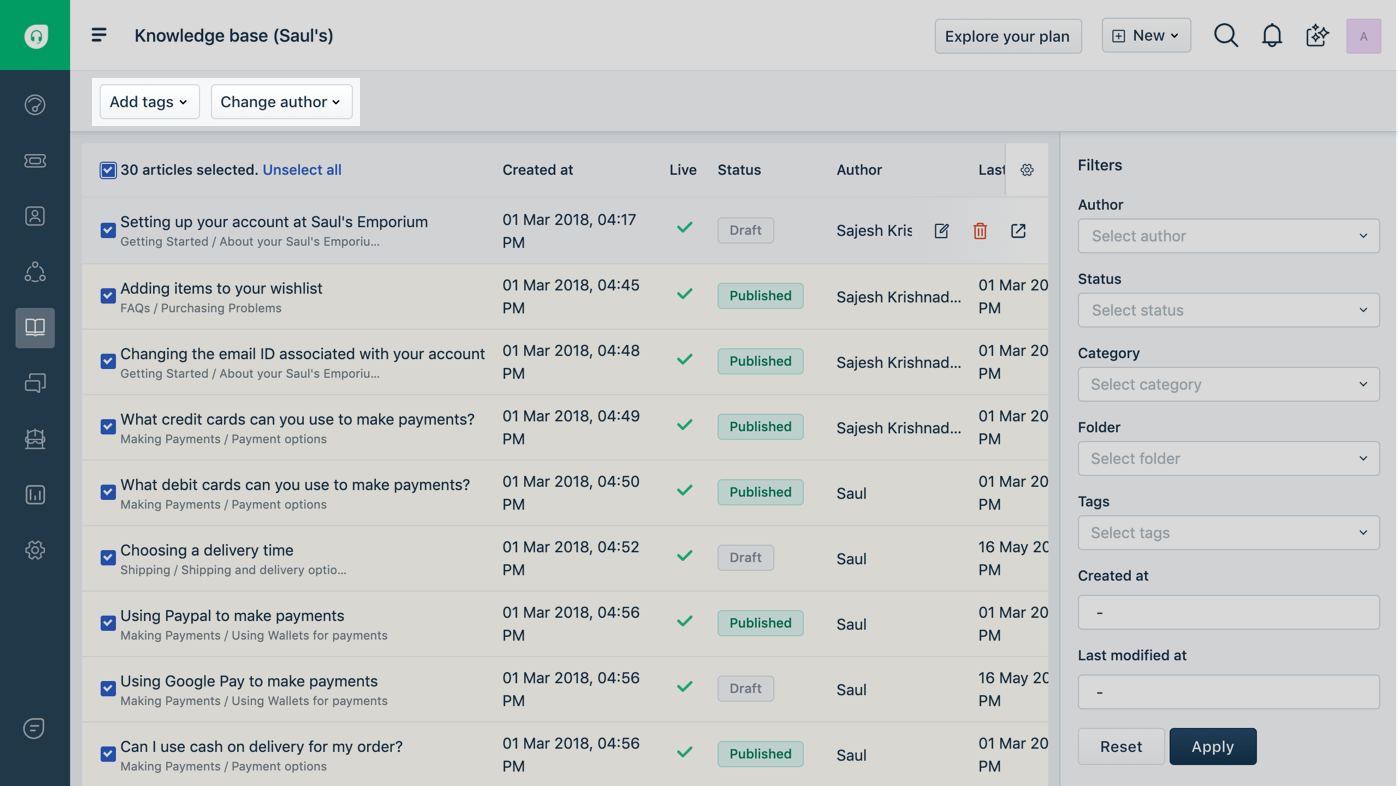 Knowledge base (Saul's)
Explore your plan
New
A
Add tags
Change author
30 articles selected. Unselect all
Created at
Live
Status
Author
Last
Setting up your account at Saul's Emporium
Getting Started / About your Saul's Emporiu...
01 Mar 2018, 04:17
PM
Draft
Sajesh Kris
Adding items to your wishlist
FAQs / Purchasing Problems
01 Mar 2018, 04:45
PM
Published
Sajesh Krishnad...
01 Mar 20
PM
Changing the email ID associated with your account
Getting Started / About your Saul's Emporiu...
01 Mar 2018, 04:48
PM
Published
Sajesh Krishnad...
01 Mar 20
PM
What credit cards can you use to make payments?
Making Payments / Payment options
01 Mar 2018, 04:49
PM
Published
Sajesh Krishnad...
01 Mar 20
PM
What debit cards can you use to make payments?
Making Payments / Payment options
01 Mar 2018, 04:50
PM
Published
Saul
01 Mar 20
PM
Choosing a delivery time
Shipping / Shipping and delivery optio...
01 Mar 2018, 04:52
PM
Draft
Saul
16 May 20
PM
Using Paypal to make payments
Making Payments / Using Wallets for payments
01 Mar 2018, 04:56
PM
Published
Saul
01 Mar 20
PM
Using Google Pay to make payments
Making Payments / Using Wallets for payments
01 Mar 2018, 04:56
PM
Draft
Saul
16 May 20
PM
Can I use cash on delivery for my order?
Making Payments / Payment options
01 Mar 2018, 04:56
PM
Published
Saul
01 Mar 20
PM
Filters
Author
Select author
Status
Select status
Category
Select category
Folder
Select folder
Tags
Select tags
Created at
-
Last modified at
-
Reset
Apply